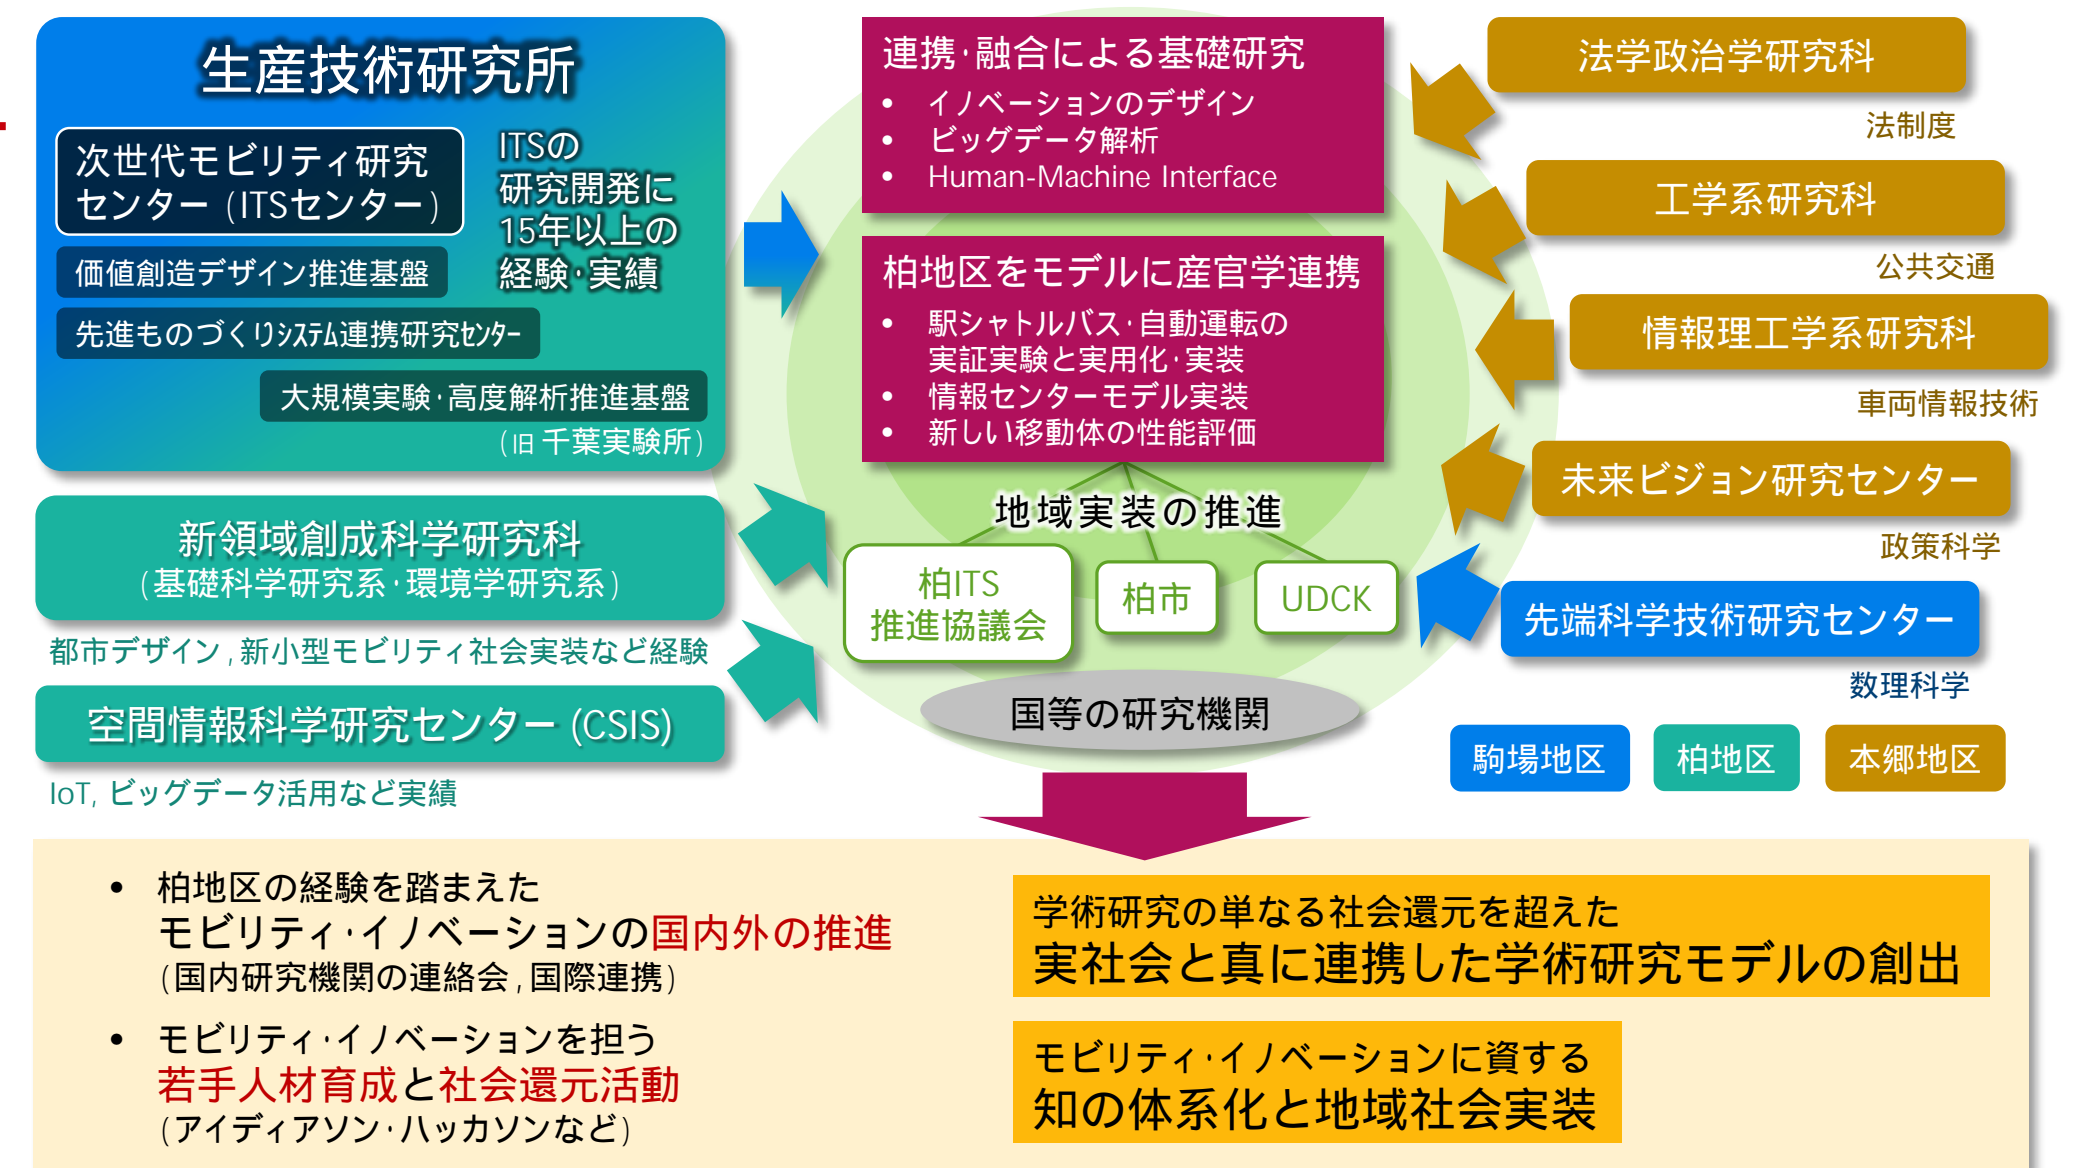 生産技術研究所
次世代モビリティ研究
センター (ITSセンター)
ITSの
研究開発に
15年以上の
経験・実績
価値創造デザイン推進基盤
先進ものづくりシステム連携研究センター
大規模実験・高度解析推進基盤
(旧 千葉実験所)
新領域創成科学研究科
(基礎科学研究系・環境学研究系)
都市デザイン, 新小型モビリティ社会実装など経験
空間情報科学研究センター (CSIS)
IoT, ビッグデータ活用など実績
連携・融合による基礎研究
• イノベーションのデザイン
• ビッグデータ解析
• Human-Machine Interface
柏地区をモデルに産官学連携
• 駅シャトルバス・自動運転の
実証実験と実用化・実装
• 情報センターモデル実装
• 新しい移動体の性能評価
地域実装の推進
柏ITS
推進協議会
柏市
UDCK
国等の研究機関
法学政治学研究科
法制度
工学系研究科
公共交通
情報理工学系研究科
車両情報技術
未来ビジョン研究センター
政策科学
先端科学技術研究センター
数理科学
駒場地区
柏地区
本郷地区
• 柏地区の経験を踏まえた
モビリティ・イノベーションの国内外の推進
(国内研究機関の連絡会, 国際連携)
• モビリティ・イノベーションを担う
若手人材育成と社会還元活動
(アイディアソン・ハッカソンなど)
学術研究の単なる社会還元を超えた
実社会と真に連携した学術研究モデルの創出
モビリティ・イノベーションに資する
知の体系化と地域社会実装